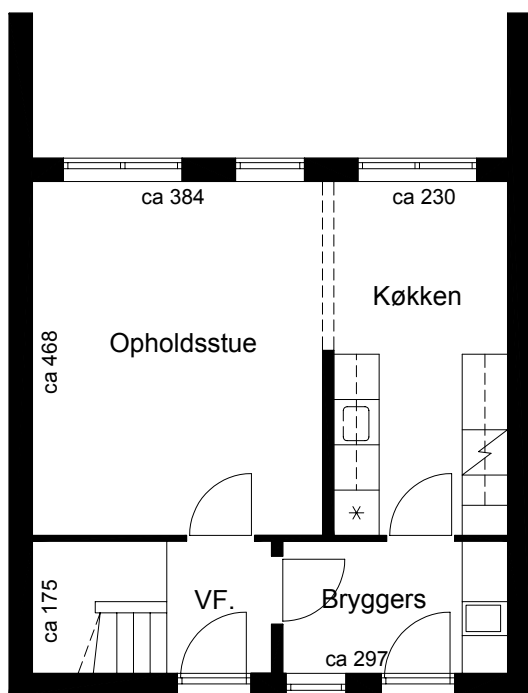 ca 384
ca 230
Køkken
Opholdsstue
ca 468
ca 175
VF.
Bryggers
ca 297